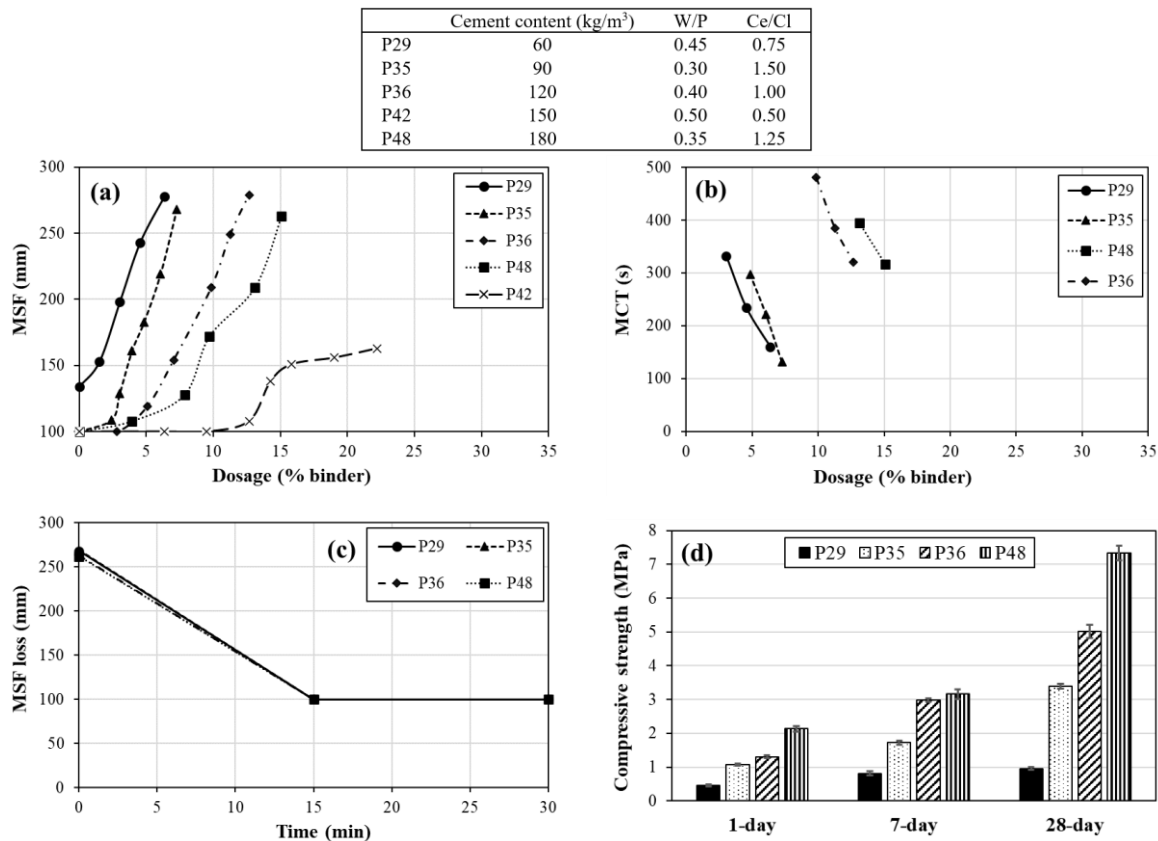 Cement content (kg/m³) W/P Ce/Cl
P29 60 0.45 0.75
P35 90 0.30 1.50
P36 120 0.40 1.00
P42 150 0.50 0.50
P48 180 0.35 1.25
(a)
MSF (mm)
300
250
200
150
100
0 5 10 15 20 25 30 35
Dosage (% binder)
P29
P35
P36
P48
P42
(b)
MCT (s)
500
400
300
200
100
0
0 5 10 15 20 25 30 35
Dosage (% binder)
P29
P35
P48
P36
(c)
MSF loss (mm)
300
250
200
150
100
50
0
0 5 10 15 20 25 30
Time (min)
P29 P35
P36 P48
(d)
Compressive strength (MPa)
8
7
6
5
4
3
2
1
0
P29 P35 P36 P48
1-day 7-day 28-day